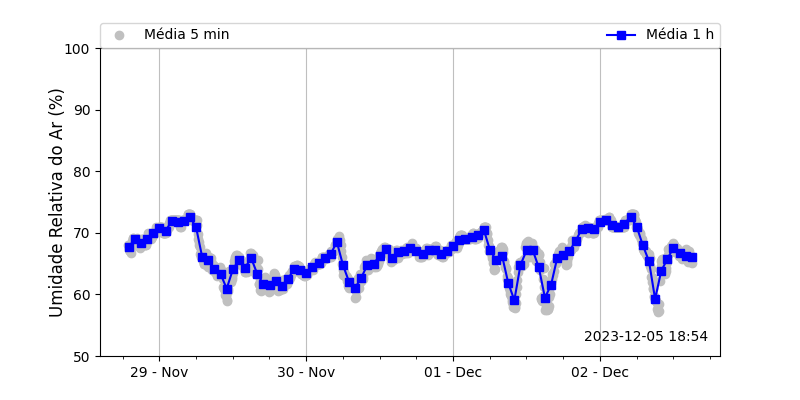 Média 5 min
Média 1 h
Umidade Relativa do Ar (%)
100
90
80
70
60
50
2023-12-05 18:54
29 - Nov
30 - Nov
01 - Dec
02 - Dec